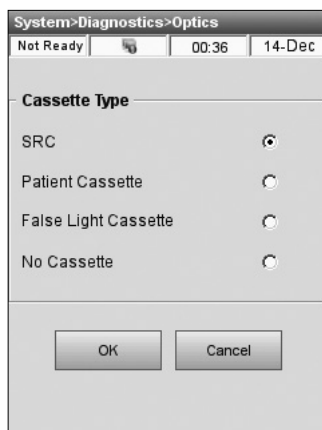 System>Diagnostics>Optics
Not Ready 00:36 14-Dec
Cassette Type
SRC
Patient Cassette
False Light Cassette
No Cassette
OK Cancel